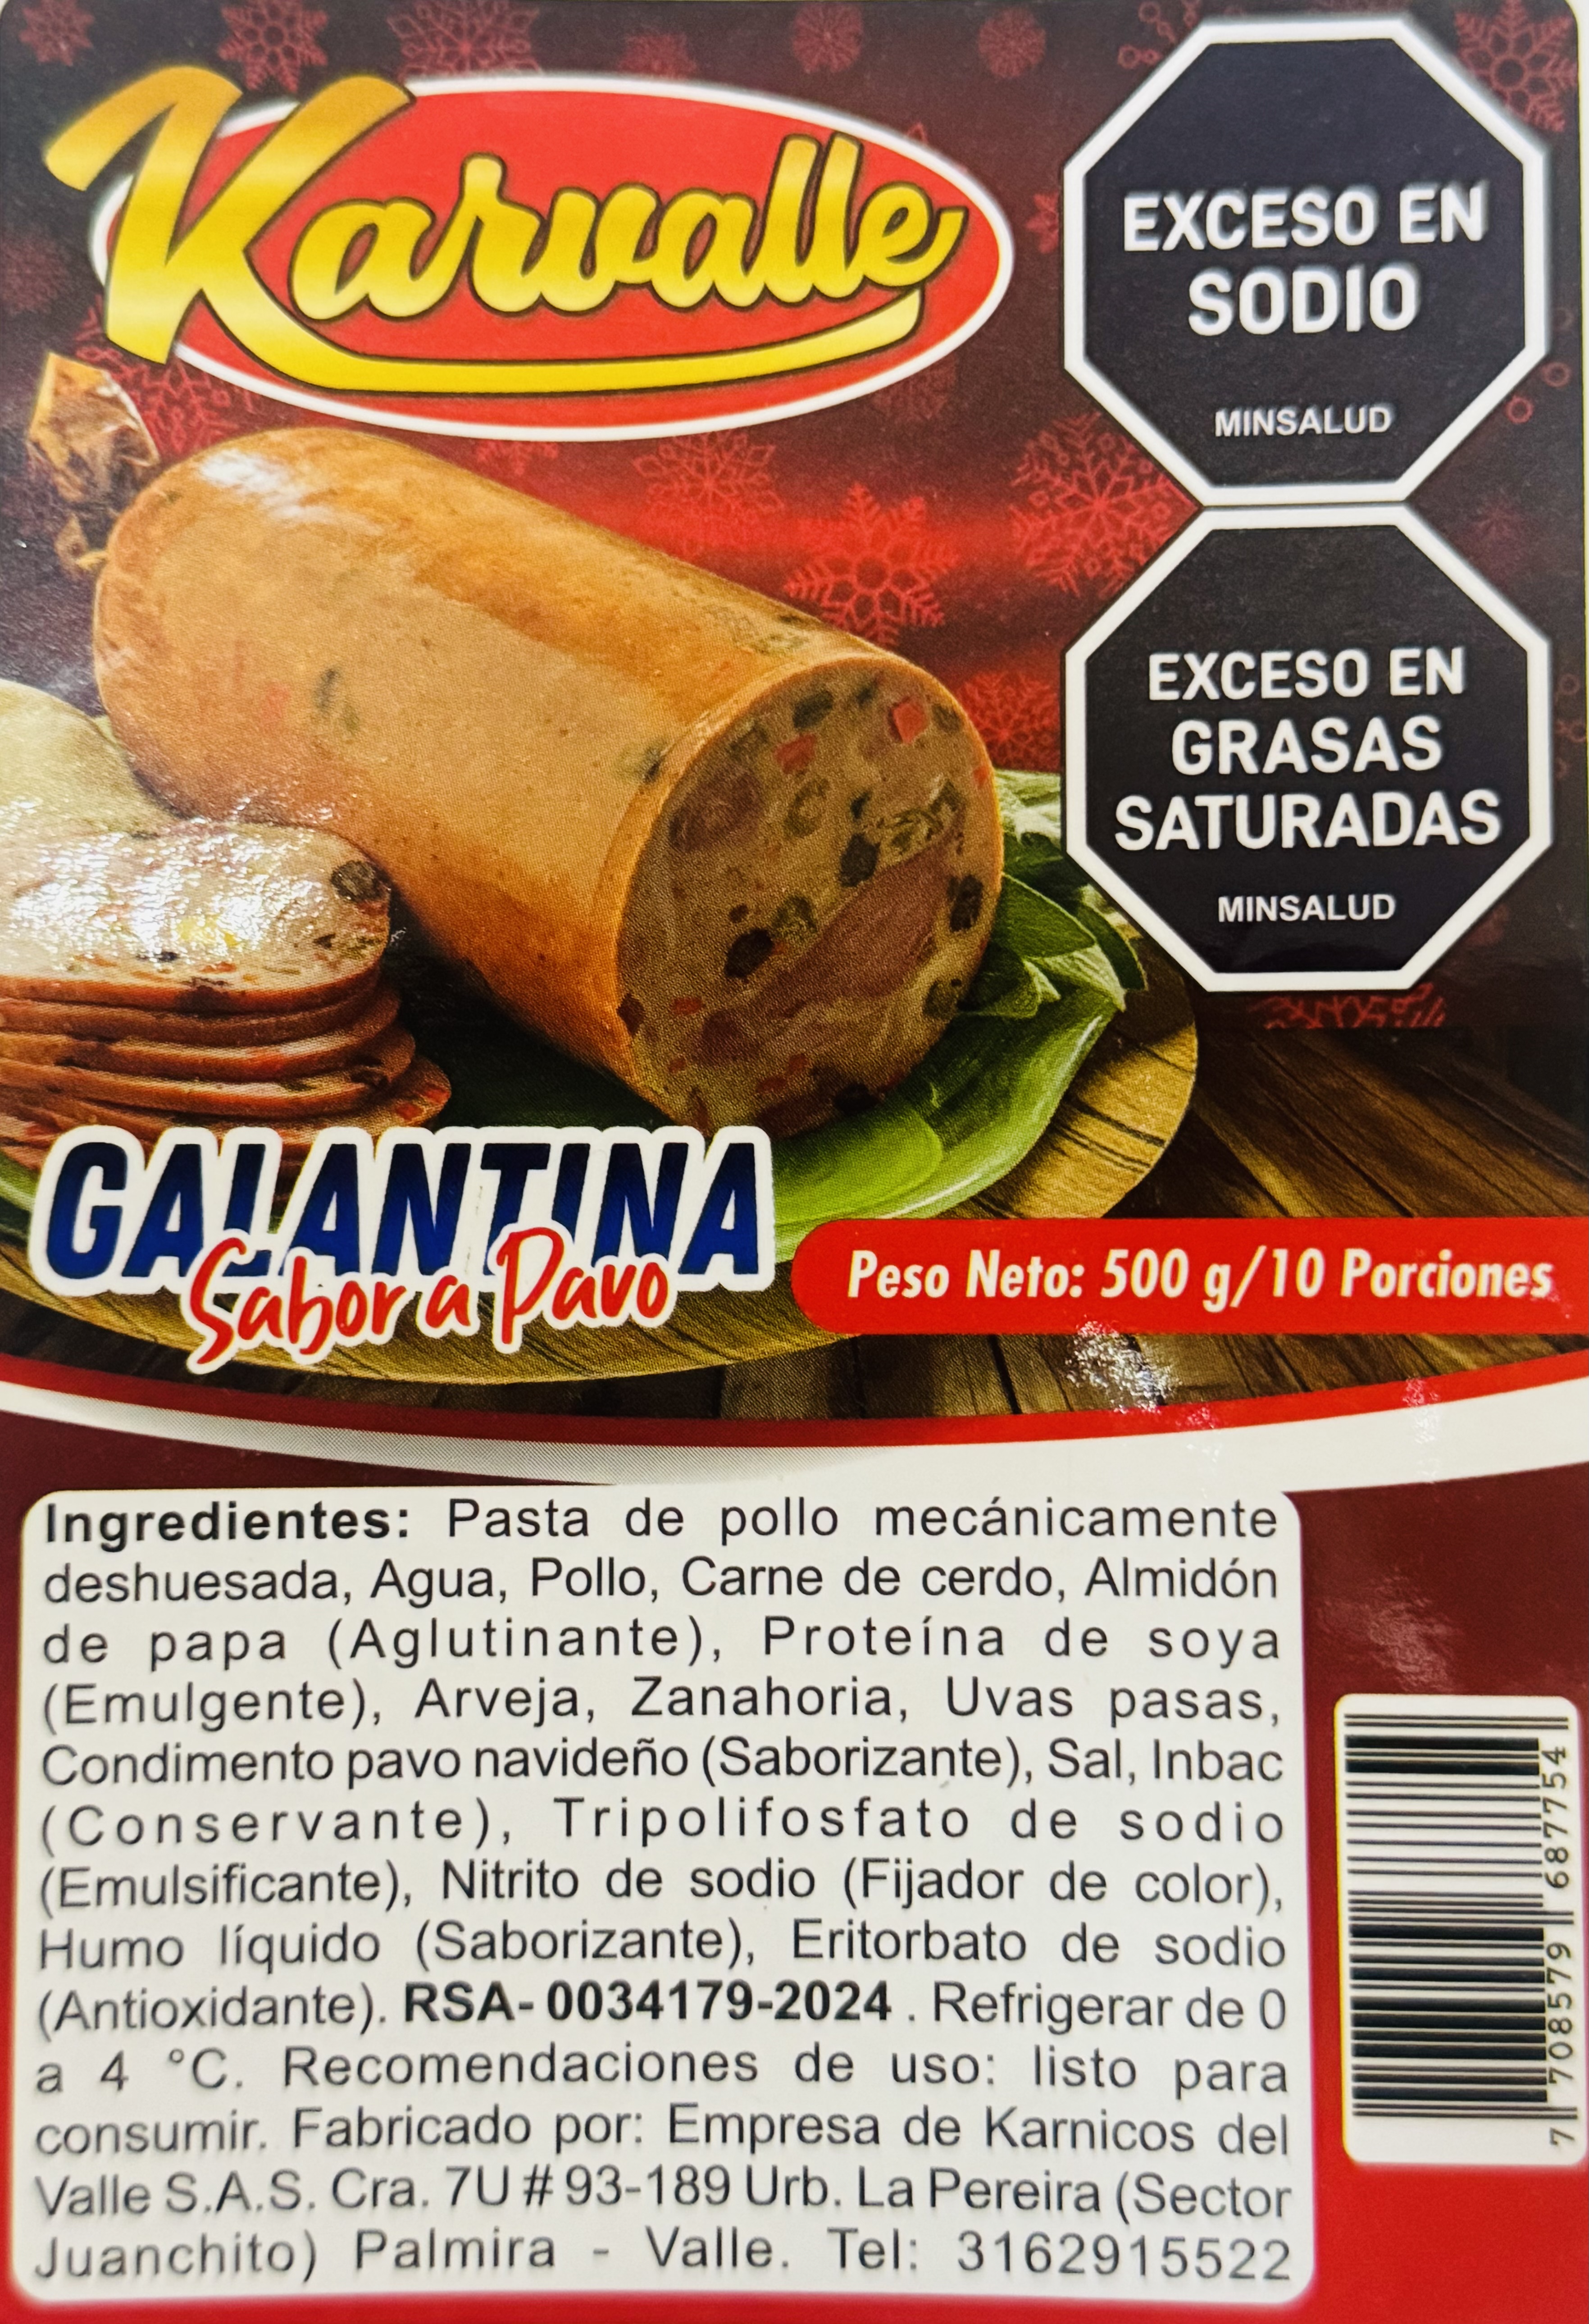 Karvalle
EXCESO EN
SODIO
MINSALUD
EXCESO EN
GRASAS
SATURADAS
MINSALUD
GALANTINA
Sabor a Pavo
Peso Neto: 500 g/10 Porciones
Ingredientes: Pasta de pollo mecánicamente
deshuesada, Agua, Pollo, Carne de cerdo, Almidón
de papa (Aglutinante), Proteína de soya
(Emulgente), Arveja, Zanahoria, Uvas pasas,
Condimento pavo navideño (Saborizante), Sal, Inbac
(Conservante), Tripolifosfato de sodio
(Emulsificante), Nitrito de sodio (Fijador de color),
Humo líquido (Saborizante), Eritorbato de sodio
(Antioxidante). RSA- 0034179-2024 . Refrigerar de 0
a 4 °C. Recomendaciones de uso: listo para
consumir. Fabricado por: Empresa de Karnicos del
Valle S.A.S. Cra. 7U # 93-189 Urb. La Pereira (Sector
Juanchito) Palmira - Valle. Tel: 3162915522
7 708579 687754